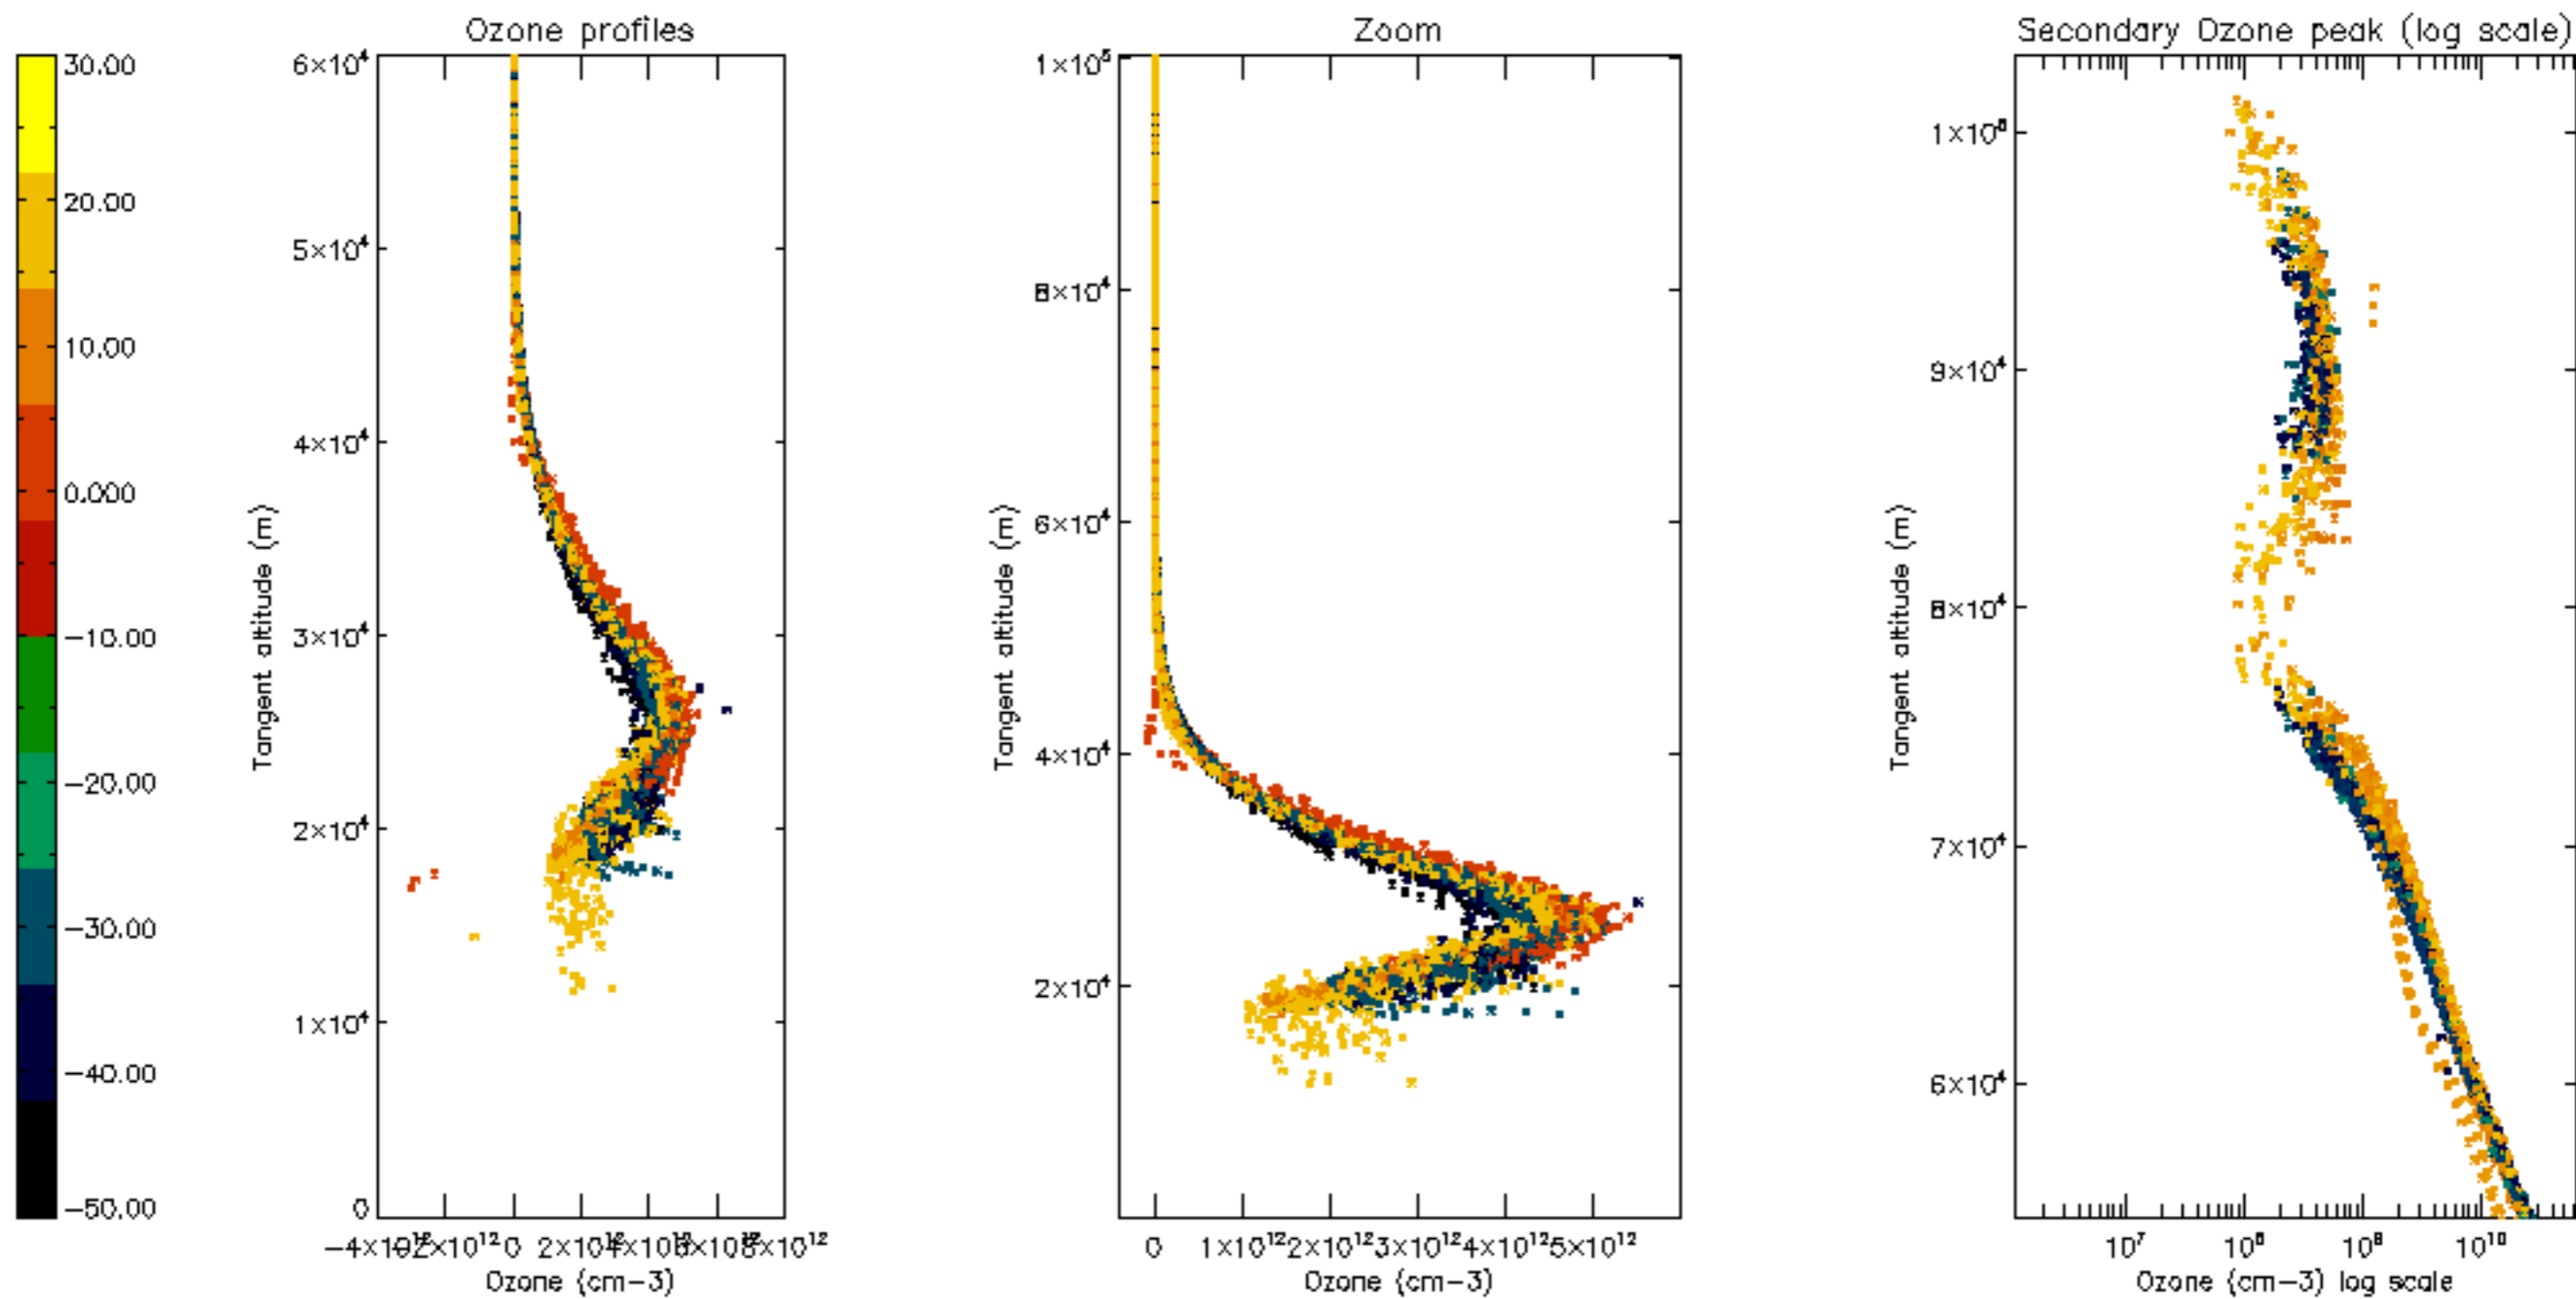 Ozone profiles
Zoom
Secondary Ozone peak (log scale)
30.00
20.00
10.00
0.000
−10.00
−20.00
−30.00
−40.00
−50.00
Tangent altitude (m)
6×10⁴
5×10⁴
4×10⁴
3×10⁴
2×10⁴
1×10⁴
0
0 2×10¹²
Ozone (cm−3)
Tangent altitude (m)
1×10⁵
8×10⁴
6×10⁴
4×10⁴
2×10⁴
0 1×10¹² 2×10¹² 3×10¹² 4×10¹² 5×10¹²
Ozone (cm−3)
Tangent altitude (m)
9×10⁴
8×10⁴
7×10⁴
6×10⁴
10⁷ 10⁸ 10⁹ 10¹⁰
Ozone (cm−3) log scale